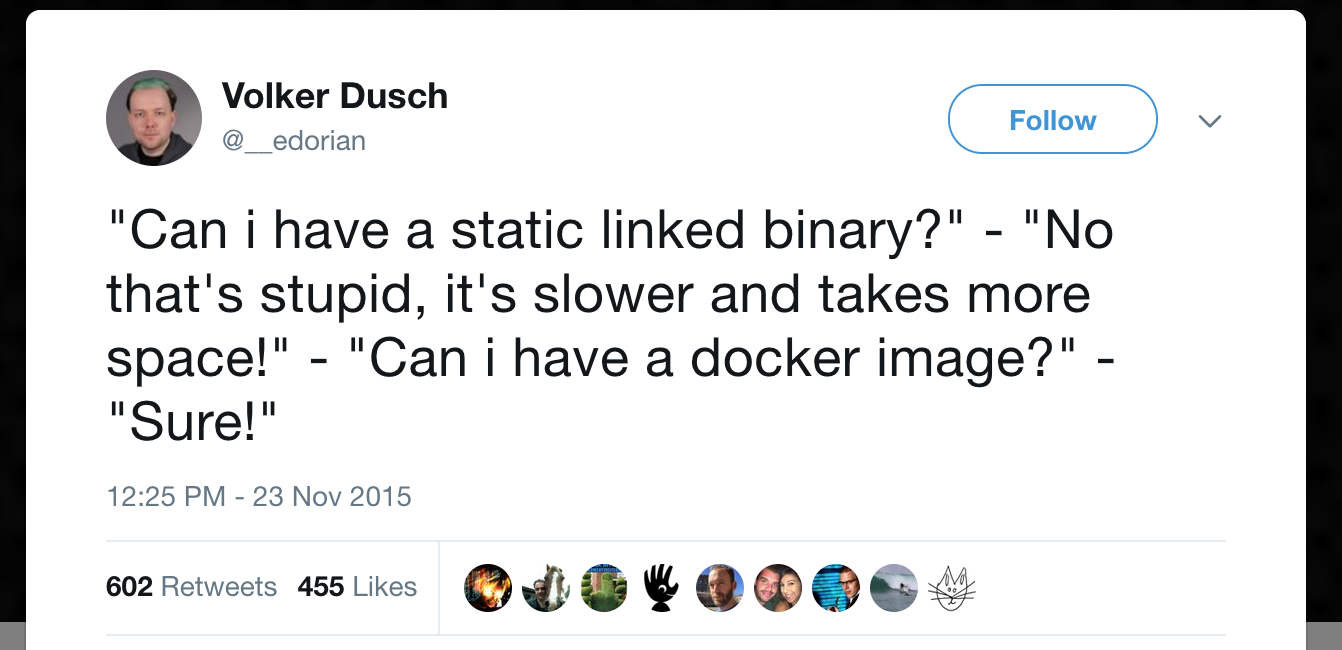 Volker Dusch
@__edorian
Follow
"Can i have a static linked binary?" - "No
that's stupid, it's slower and takes more
space!" - "Can i have a docker image?" -
"Sure!"
12:25 PM - 23 Nov 2015
602 Retweets 455 Likes